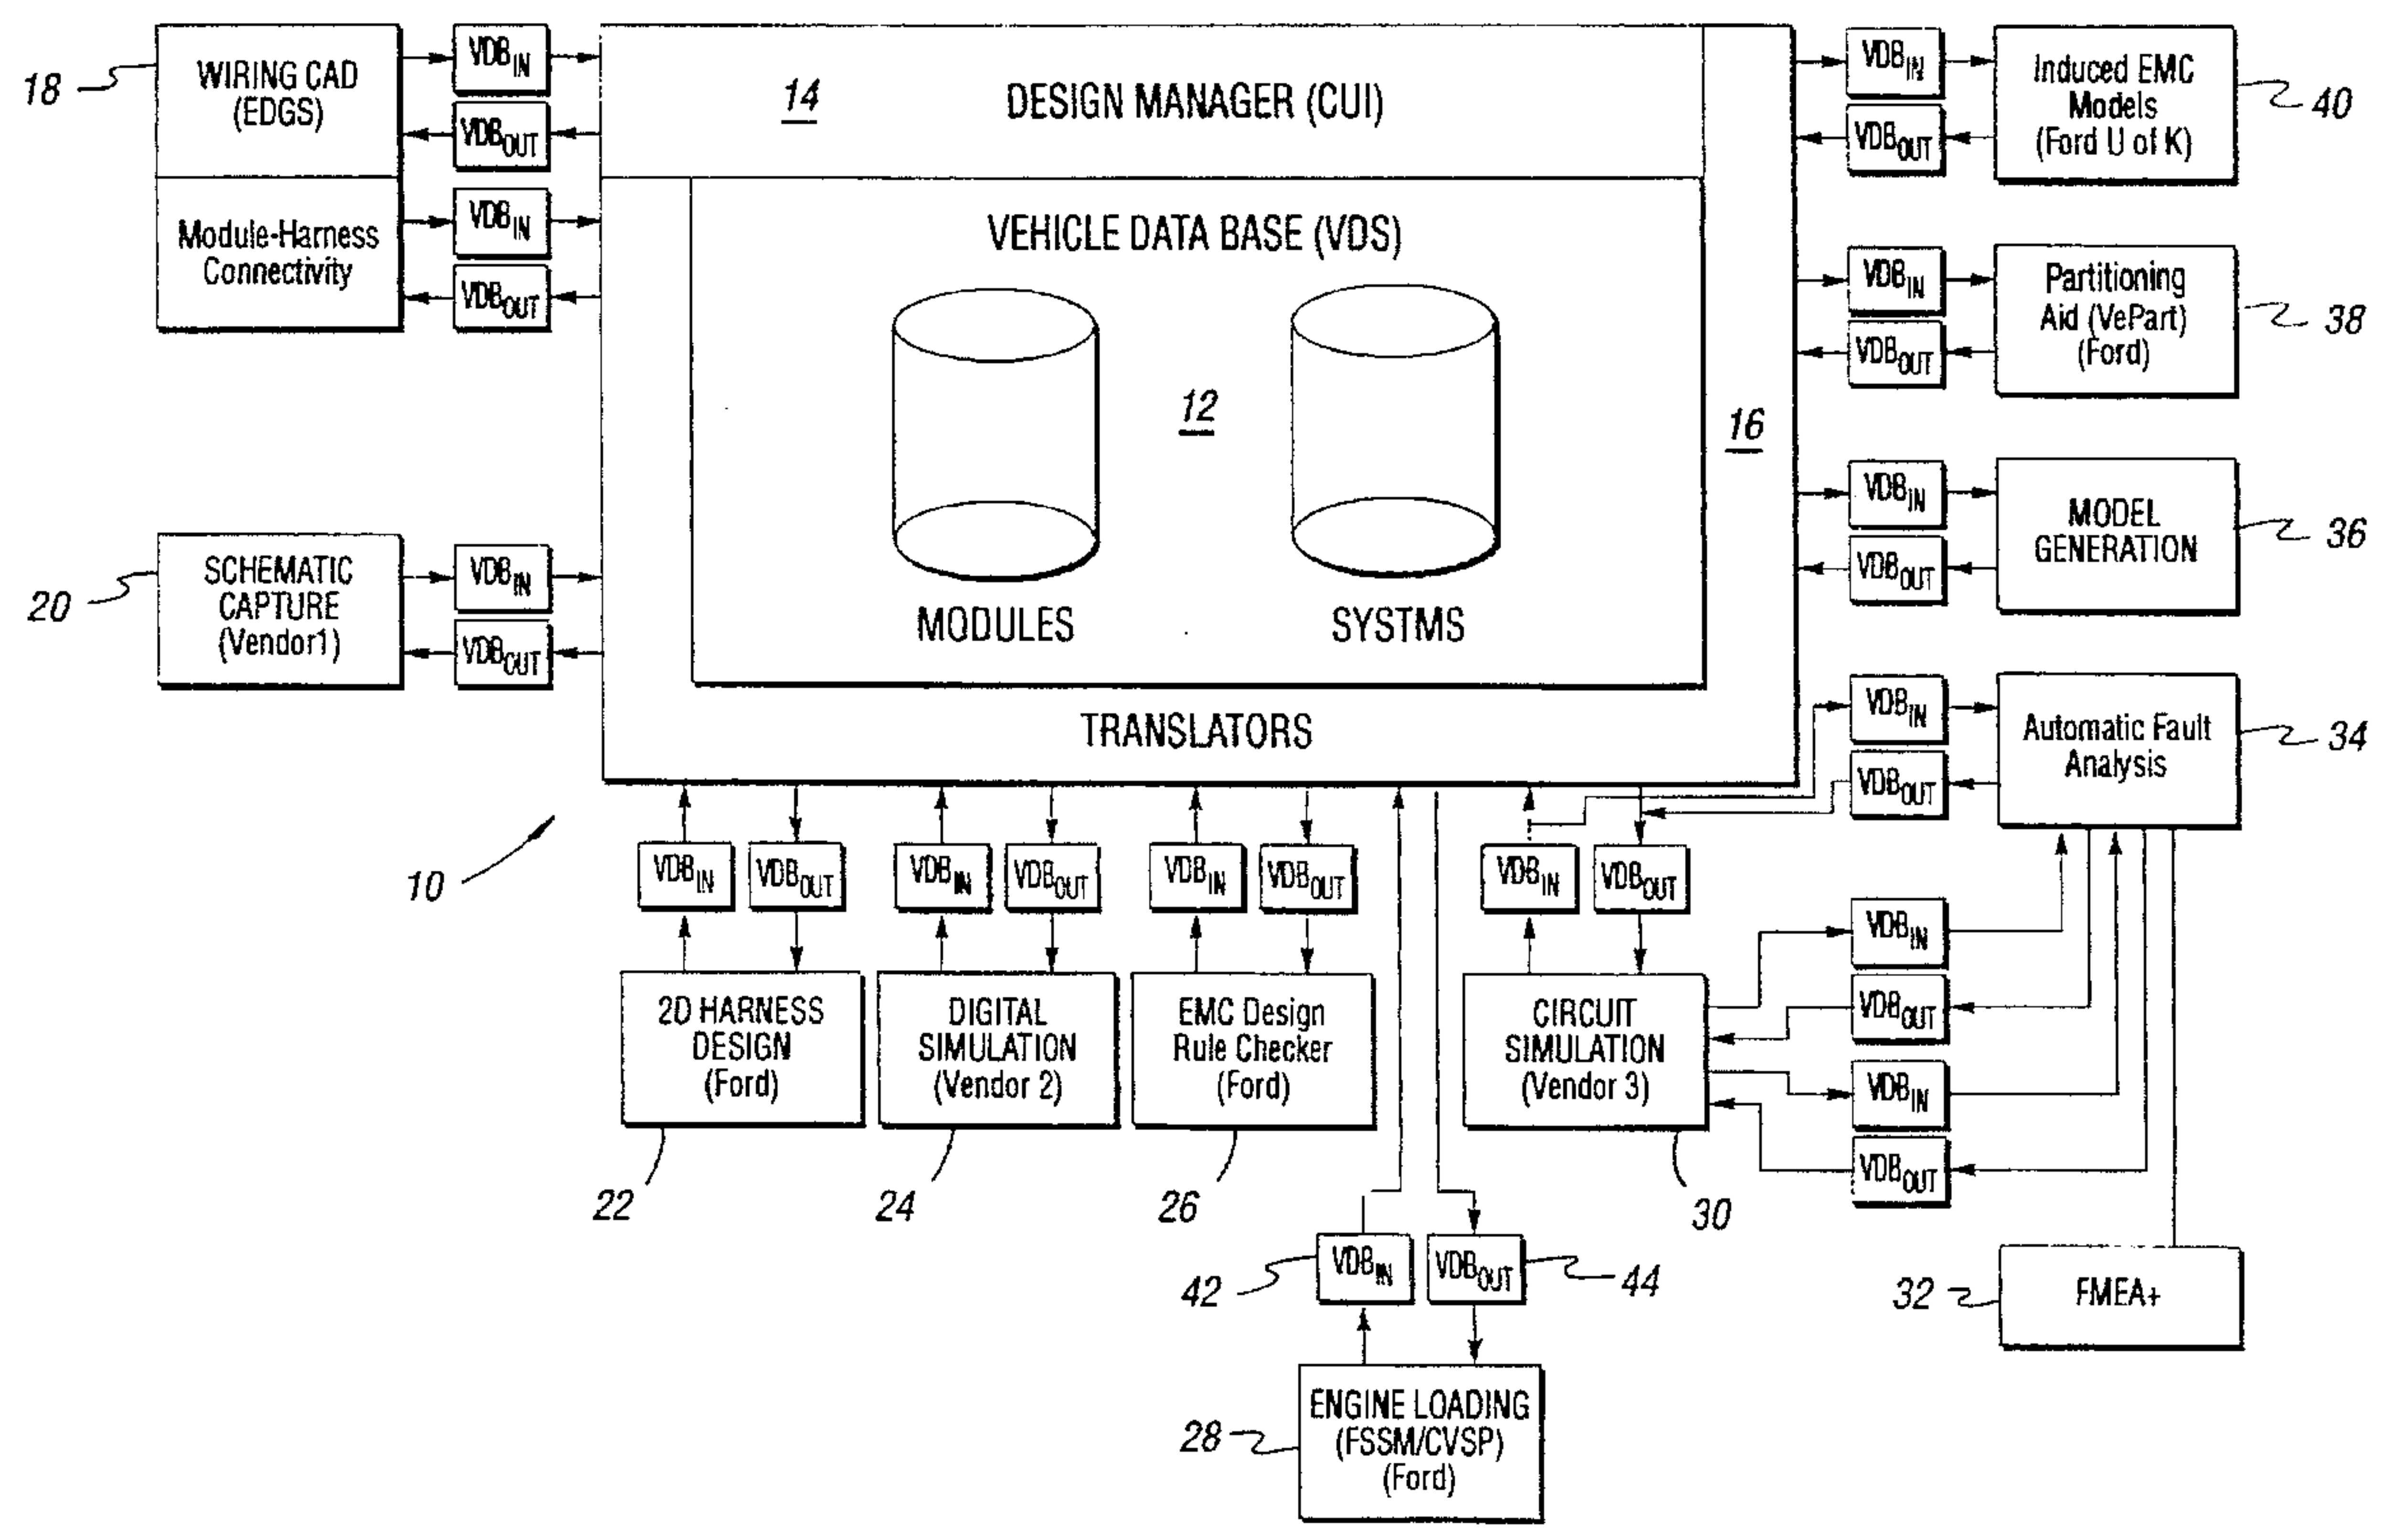 18
WIRING CAD
(EDGS)
VDBIN
VDBOUT
Module-Harness
Connectivity
VDBIN
VDBOUT
20
SCHEMATIC
CAPTURE
(Vendor1)
VDBIN
VDBOUT
14
DESIGN MANAGER (CUI)
VEHICLE DATA BASE (VDS)
12
MODULES
SYSTMS
16
TRANSLATORS
VDBIN
VDBOUT
Induced EMC
Models
(Ford U of K)
40
VDBIN
VDBOUT
Partitioning
Aid (VePart)
(Ford)
38
VDBIN
VDBOUT
MODEL
GENERATION
36
VDBIN
VDBOUT
Automatic Fault
Analysis
34
10
VDBIN
VDBOUT
2D HARNESS
DESIGN
(Ford)
22
VDBIN
VDBOUT
DIGITAL
SIMULATION
(Vendor 2)
24
VDBIN
VDBOUT
EMC Design
Rule Checker
(Ford)
26
VDBIN
VDBOUT
CIRCUIT
SIMULATION
(Vendor 3)
30
VDBIN
VDBOUT
VDBIN
VDBOUT
42
VDBIN
VDBOUT
44
ENGINE LOADING
(FSSM/CVSP)
(Ford)
28
32
FMEA+